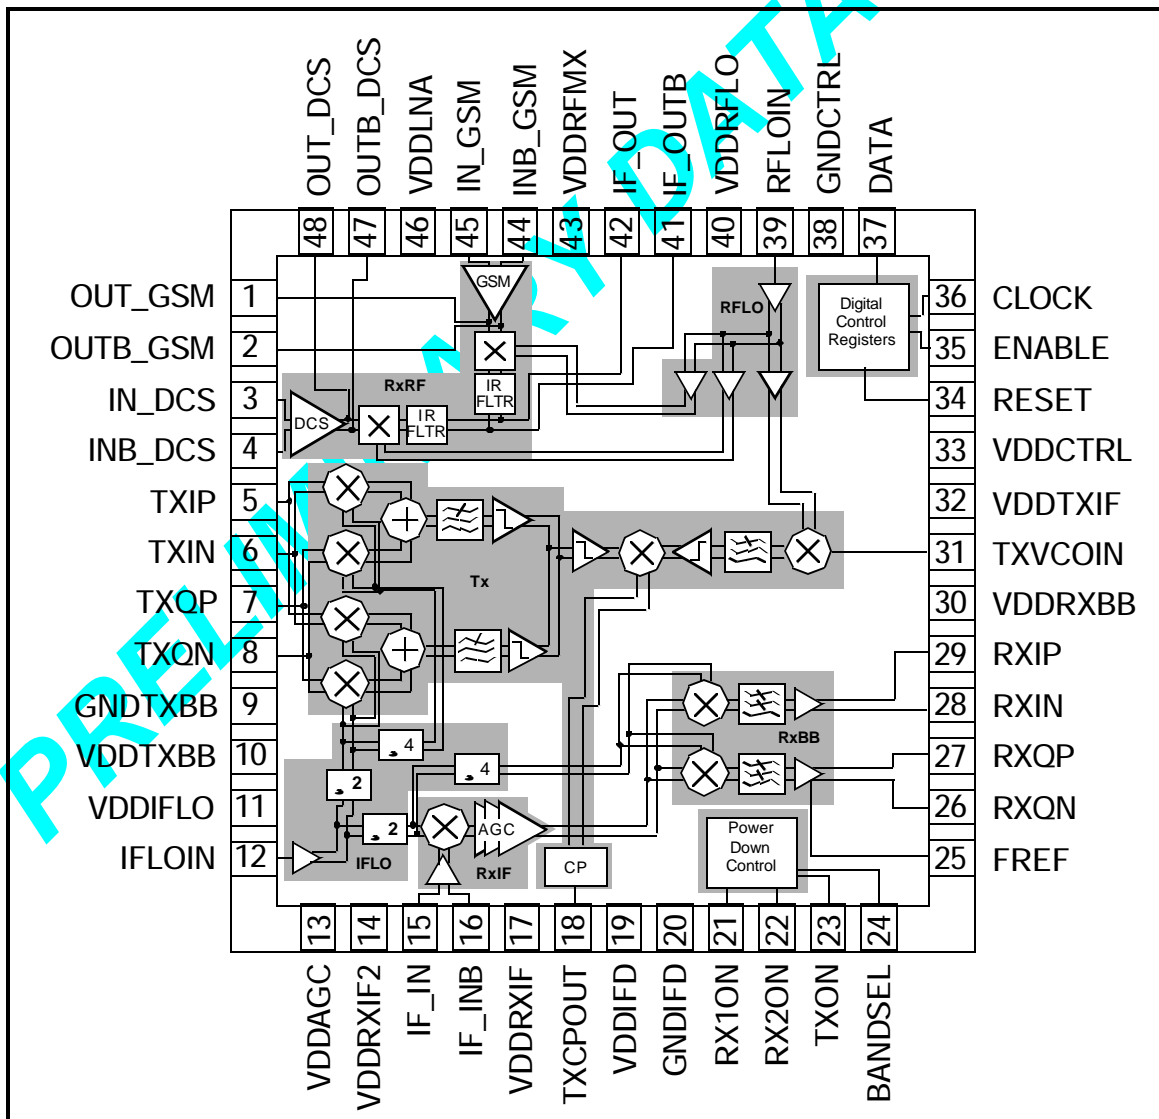 PRELIMINARY DATA
OUT_DCS
OUTB_DCS
VDDLNA
IN_GSM
INB_GSM
VDDRFMX
IF_OUT
IF_OUTB
VDDRFLO
RFLOIN
GNDCTRL
DATA
48
47
46
45
44
43
42
41
40
39
38
37
OUT_GSM 1
OUTB_GSM 2
IN_DCS 3
INB_DCS 4
TXIP 5
TXIN 6
TXQP 7
TXQN 8
GNDTXBB 9
VDDTXBB 10
VDDIFLO 11
IFLOIN 12
GSM
RFLO
Digital
Control
Registers
RxRF
IR
FLTR
DCS
IR
FLTR
Tx
RxBB
4
4
2
2
IFLO
AGC
RxIF
CP
Power
Down
Control
36 CLOCK
35 ENABLE
34 RESET
33 VDDCTRL
32 VDDTXIF
31 TXVCOIN
30 VDDRXBB
29 RXIP
28 RXIN
27 RXQP
26 RXQN
25 FREF
13
14
15
16
17
18
19
20
21
22
23
24
VDDAGC
VDDRXIF2
IF_IN
IF_INB
VDDRXIF
TXCPOUT
VDDIFD
GNDIFD
RX1ON
RX2ON
TXON
BANDSEL